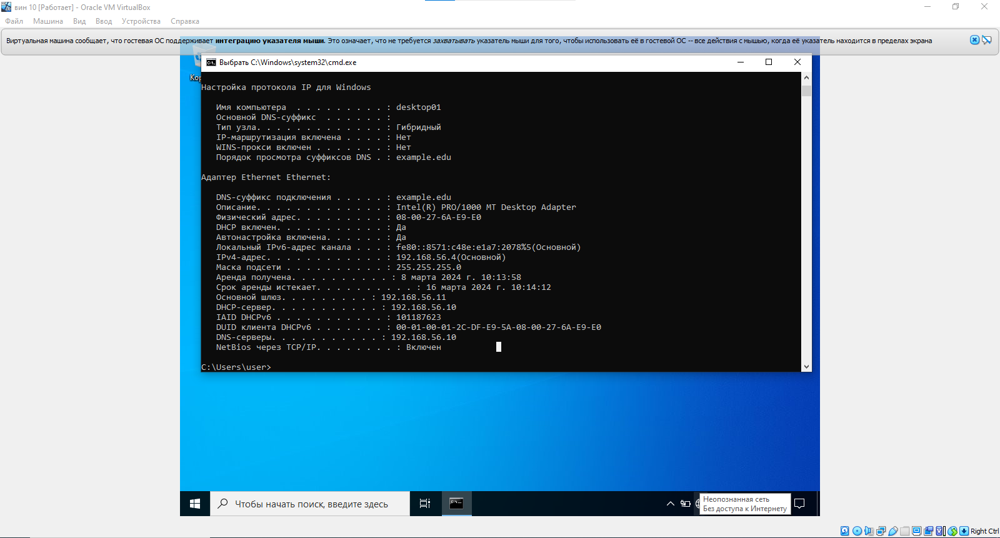 вин 10 [Работает] - Oracle VM VirtualBox
Файл Машина Вид Ввод Устройства Справка
Виртуальная машина сообщает, что гостевая ОС поддерживает интеграцию указателя мыши. Это означает, что не требуется захватывать указатель мыши для того, чтобы использовать её в гостевой ОС -- все действия с мышью, когда её указатель находится в пределах экрана
Выбрать C:\Windows\system32\cmd.exe
Настройка протокола IP для Windows
Имя компьютера . . . . . . . . . : desktop01
Основной DNS-суффикс . . . . . . :
Тип узла. . . . . . . . . . . . . : Гибридный
IP-маршрутизация включена . . . . : Нет
WINS-прокси включен . . . . . . . : Нет
Порядок просмотра суффиксов DNS . : example.edu
Адаптер Ethernet Ethernet:
DNS-суффикс подключения . . . . . : example.edu
Описание. . . . . . . . . . . . . : Intel(R) PRO/1000 MT Desktop Adapter
Физический адрес. . . . . . . . . : 08-00-27-6A-E9-E0
DHCP включен. . . . . . . . . . . : Да
Автонастройка включена. . . . . . : Да
Локальный IPv6-адрес канала . . . : fe80::8571:c48e:e1a7:2078%5(Основной)
IPv4-адрес. . . . . . . . . . . . : 192.168.56.4(Основной)
Маска подсети . . . . . . . . . . : 255.255.255.0
Аренда получена. . . . . . . . . . : 8 марта 2024 г. 10:13:58
Срок аренды истекает. . . . . . . . . . : 16 марта 2024 г. 10:14:12
Основной шлюз. . . . . . . . . : 192.168.56.11
DHCP-сервер. . . . . . . . . . . : 192.168.56.10
IAID DHCPv6 . . . . . . . . . . . : 101187623
DUID клиента DHCPv6 . . . . . . . : 00-01-00-01-2C-DF-E9-5A-08-00-27-6A-E9-E0
DNS-серверы. . . . . . . . . . . : 192.168.56.10
NetBios через TCP/IP. . . . . . . . : Включен
C:\Users\user>
Чтобы начать поиск, введите здесь
Неопознанная сеть
Без доступа к Интернету
Right Ctrl